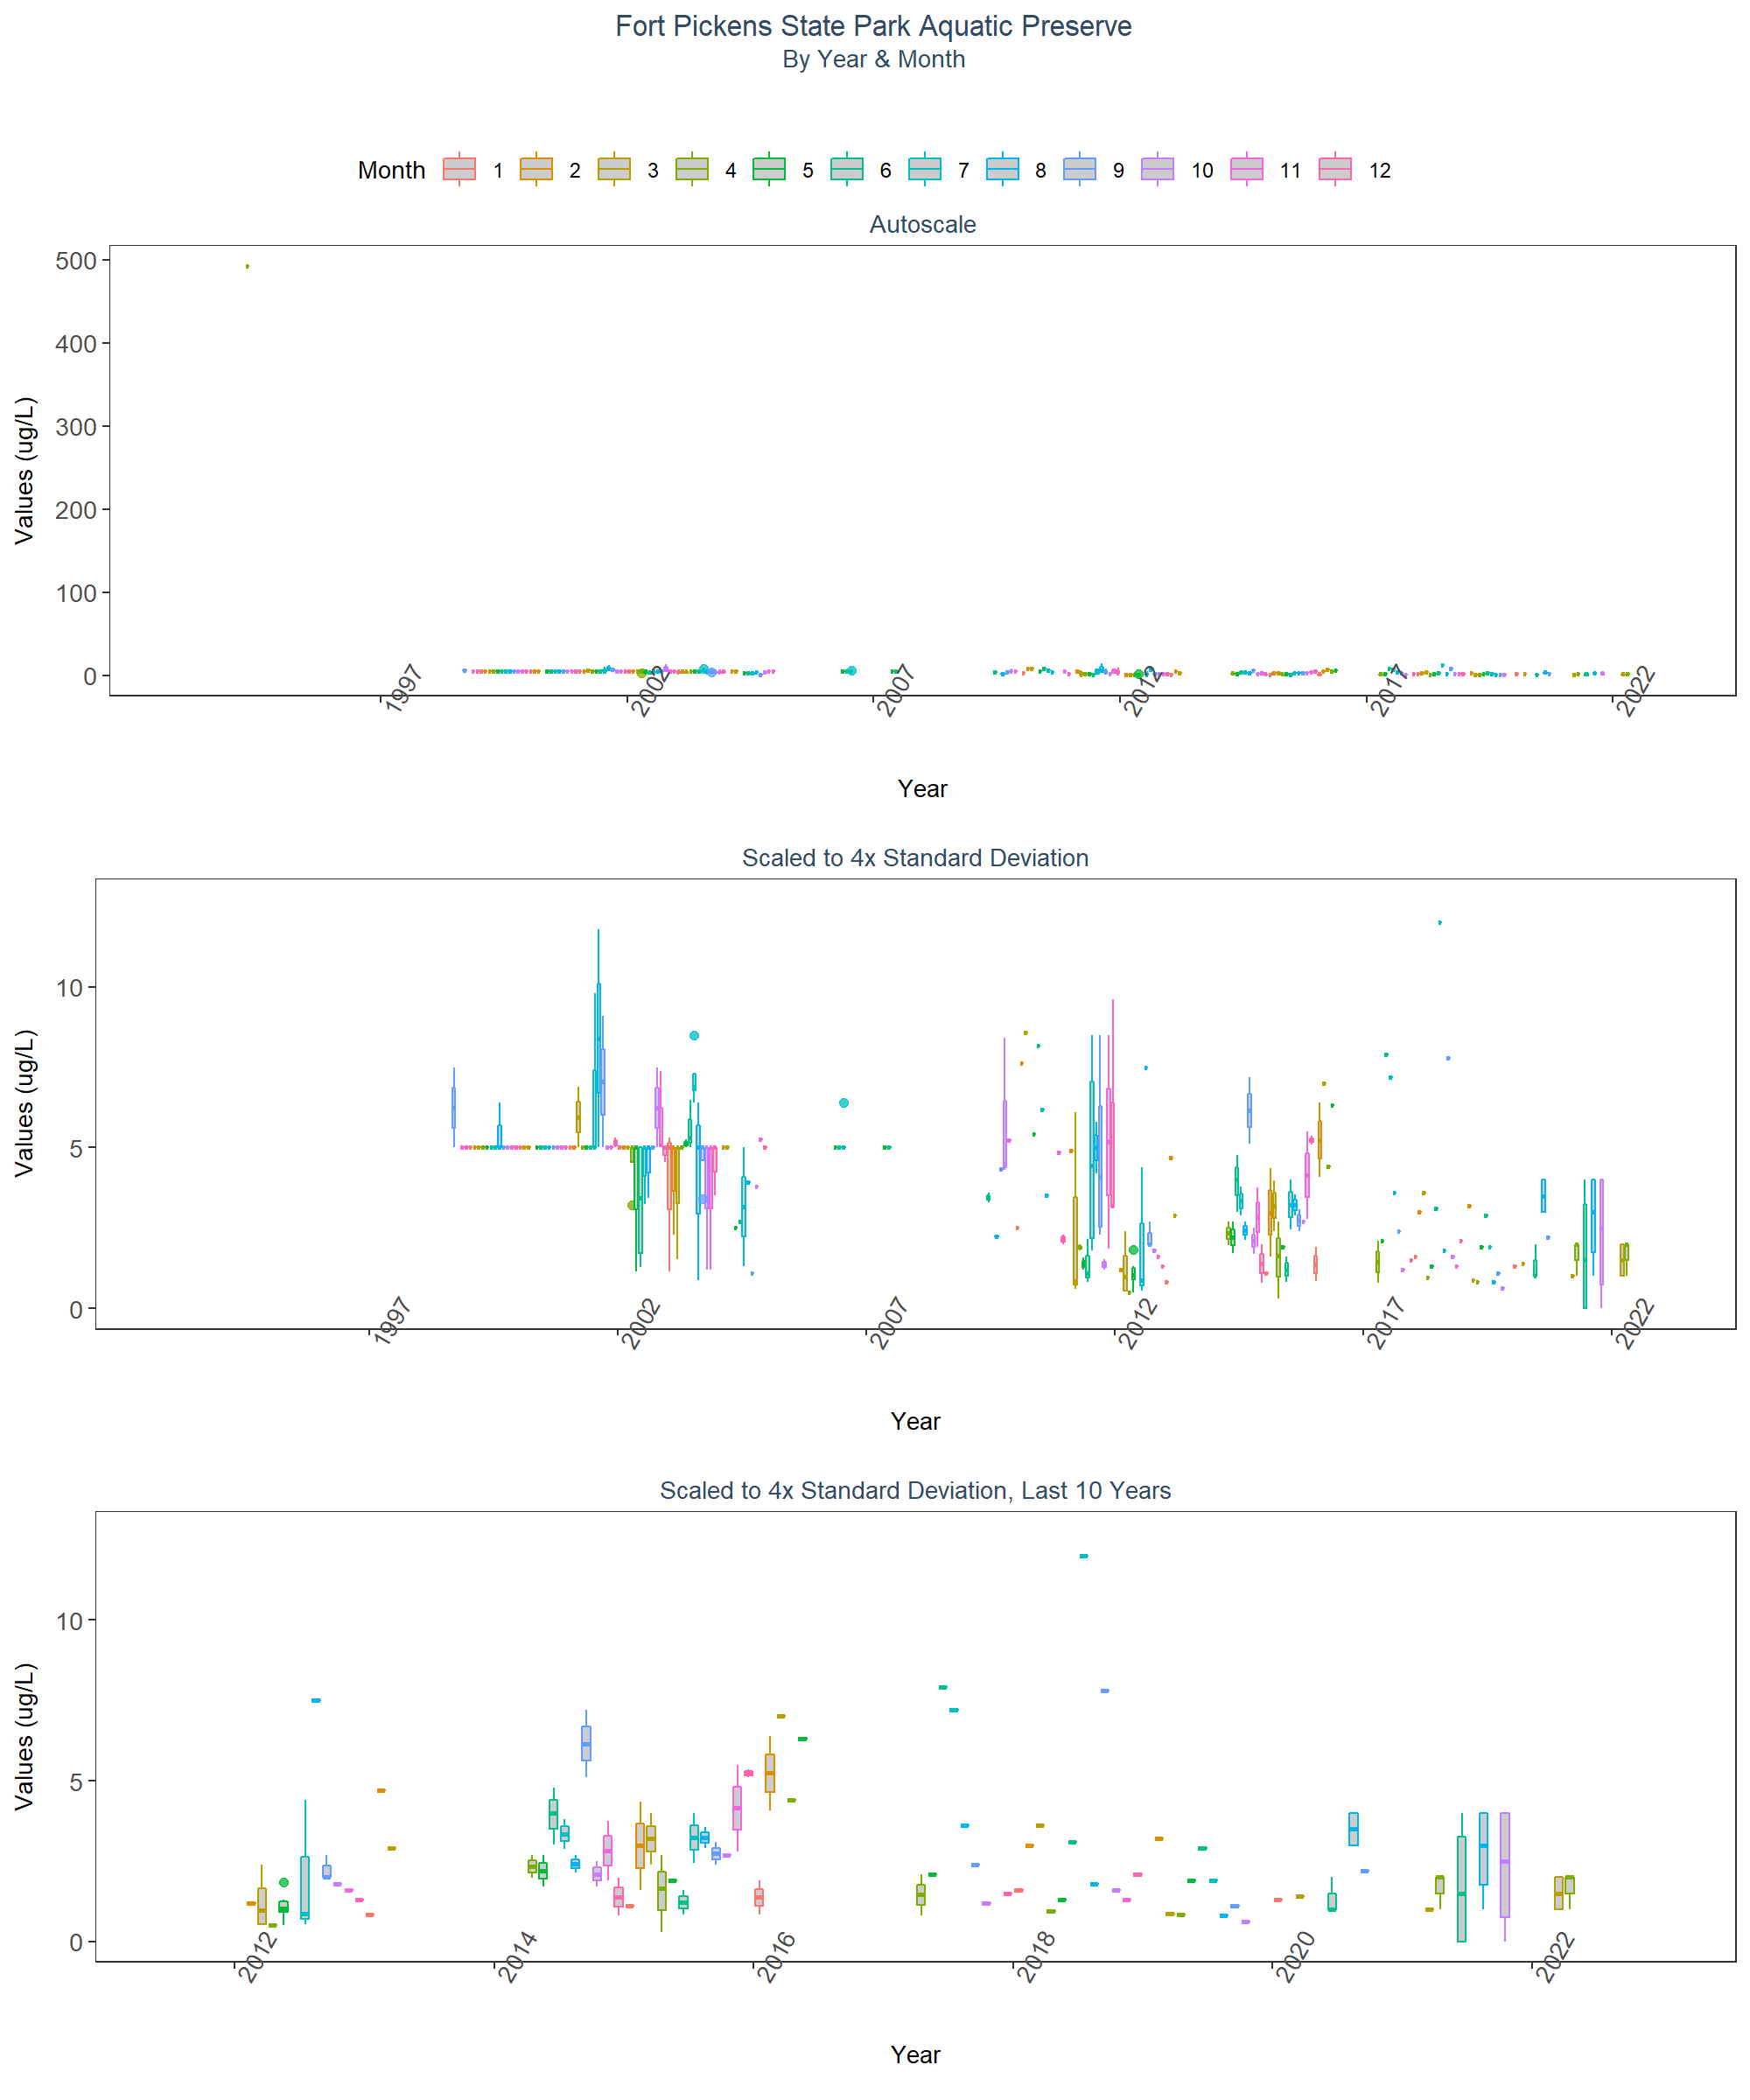 Fort Pickens State Park Aquatic Preserve
By Year & Month
Month 1 2 3 4 5 6 7 8 9 10 11 12
Autoscale
Values (ug/L)
500
400
300
200
100
0
1997 2002 2007 2012 2017 2022
Year
Scaled to 4x Standard Deviation
Values (ug/L)
10
5
0
1997 2002 2007 2012 2017 2022
Year
Scaled to 4x Standard Deviation, Last 10 Years
Values (ug/L)
10
5
0
2012 2014 2016 2018 2020 2022
Year